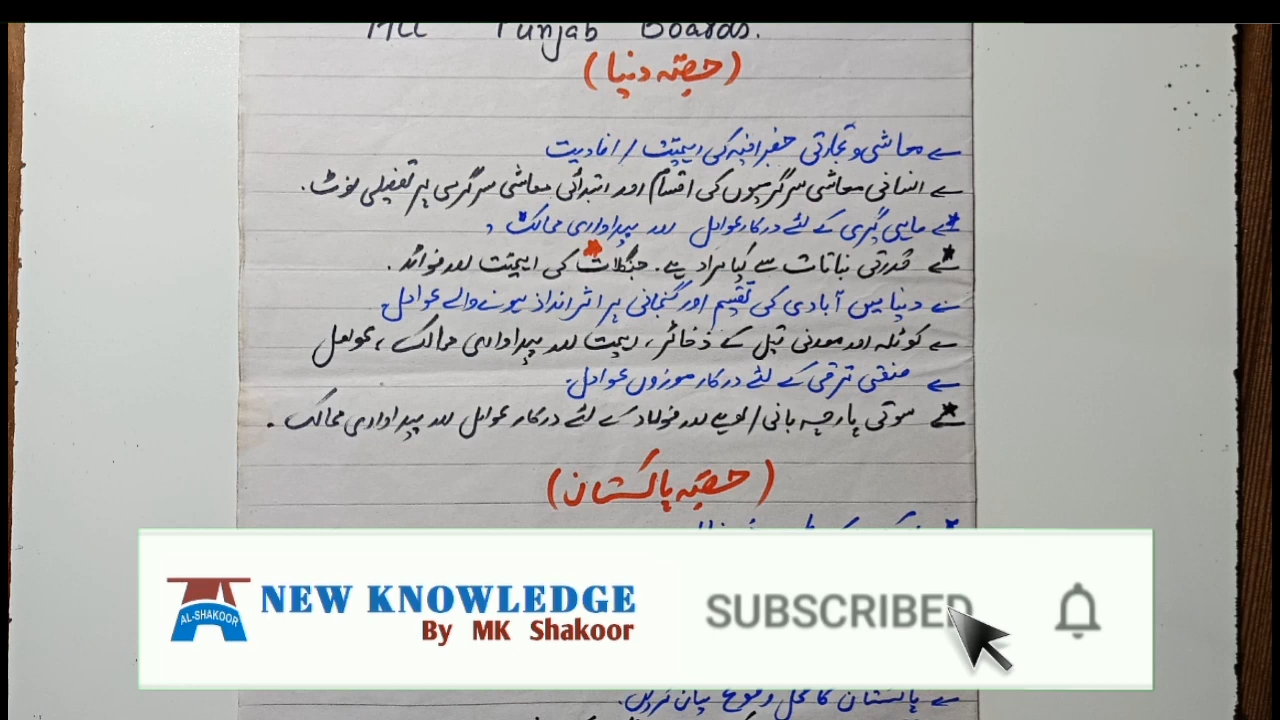 All Punjab Boards.
(حصّہ دنیا)
معاشی و تجارتی جغرافیہ کی اہمیت / افادیت
انسانی معاشی سرگرمیوں کی اقسام اور ابتدائی معاشی سرگرمی پر تفصیلی نوٹ۔
ماہی گیری کے لئے درکار عوامل اور پیداواری ممالک
قدرتی نباتات سے کیا مراد ہے۔ جنگلات کی اہمیت اور فوائد۔
دنیا میں آبادی کی تقسیم اور گنجانی پر اثر انداز ہونے والے عوامل۔
کوئلہ اور معدنی تیل کے ذخائر، اہمیت اور پیداواری ممالک، عوامل
صنعتی ترقی کے لئے درکار موزوں عوامل۔
سوتی پارچہ بافی / لوہے اور فولاد کے لئے درکار عوامل اور پیداواری ممالک۔
(حصّہ پاکستان)
AL-SHAKOOR
NEW KNOWLEDGE
By MK Shakoor
SUBSCRIBED
پاکستان کا محل وقوع بیان کریں۔